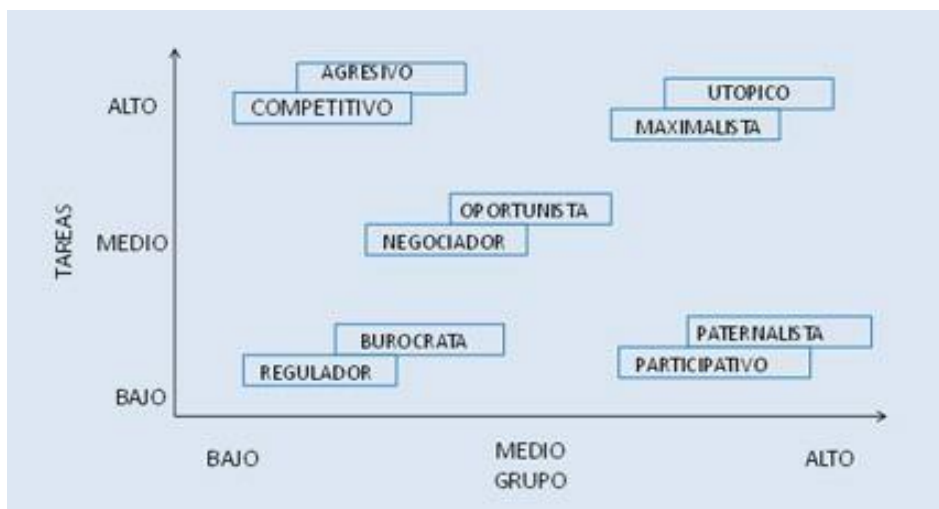 AGRESIVO
ALTO
COMPETITIVO
UTOPICO
MAXIMALISTA
OPORTUNISTA
TAREAS
MEDIO
NEGOCIADOR
BUROCRATA
REGULADOR
PATERNALISTA
PARTICIPATIVO
BAJO
BAJO
MEDIO
ALTO
GRUPO